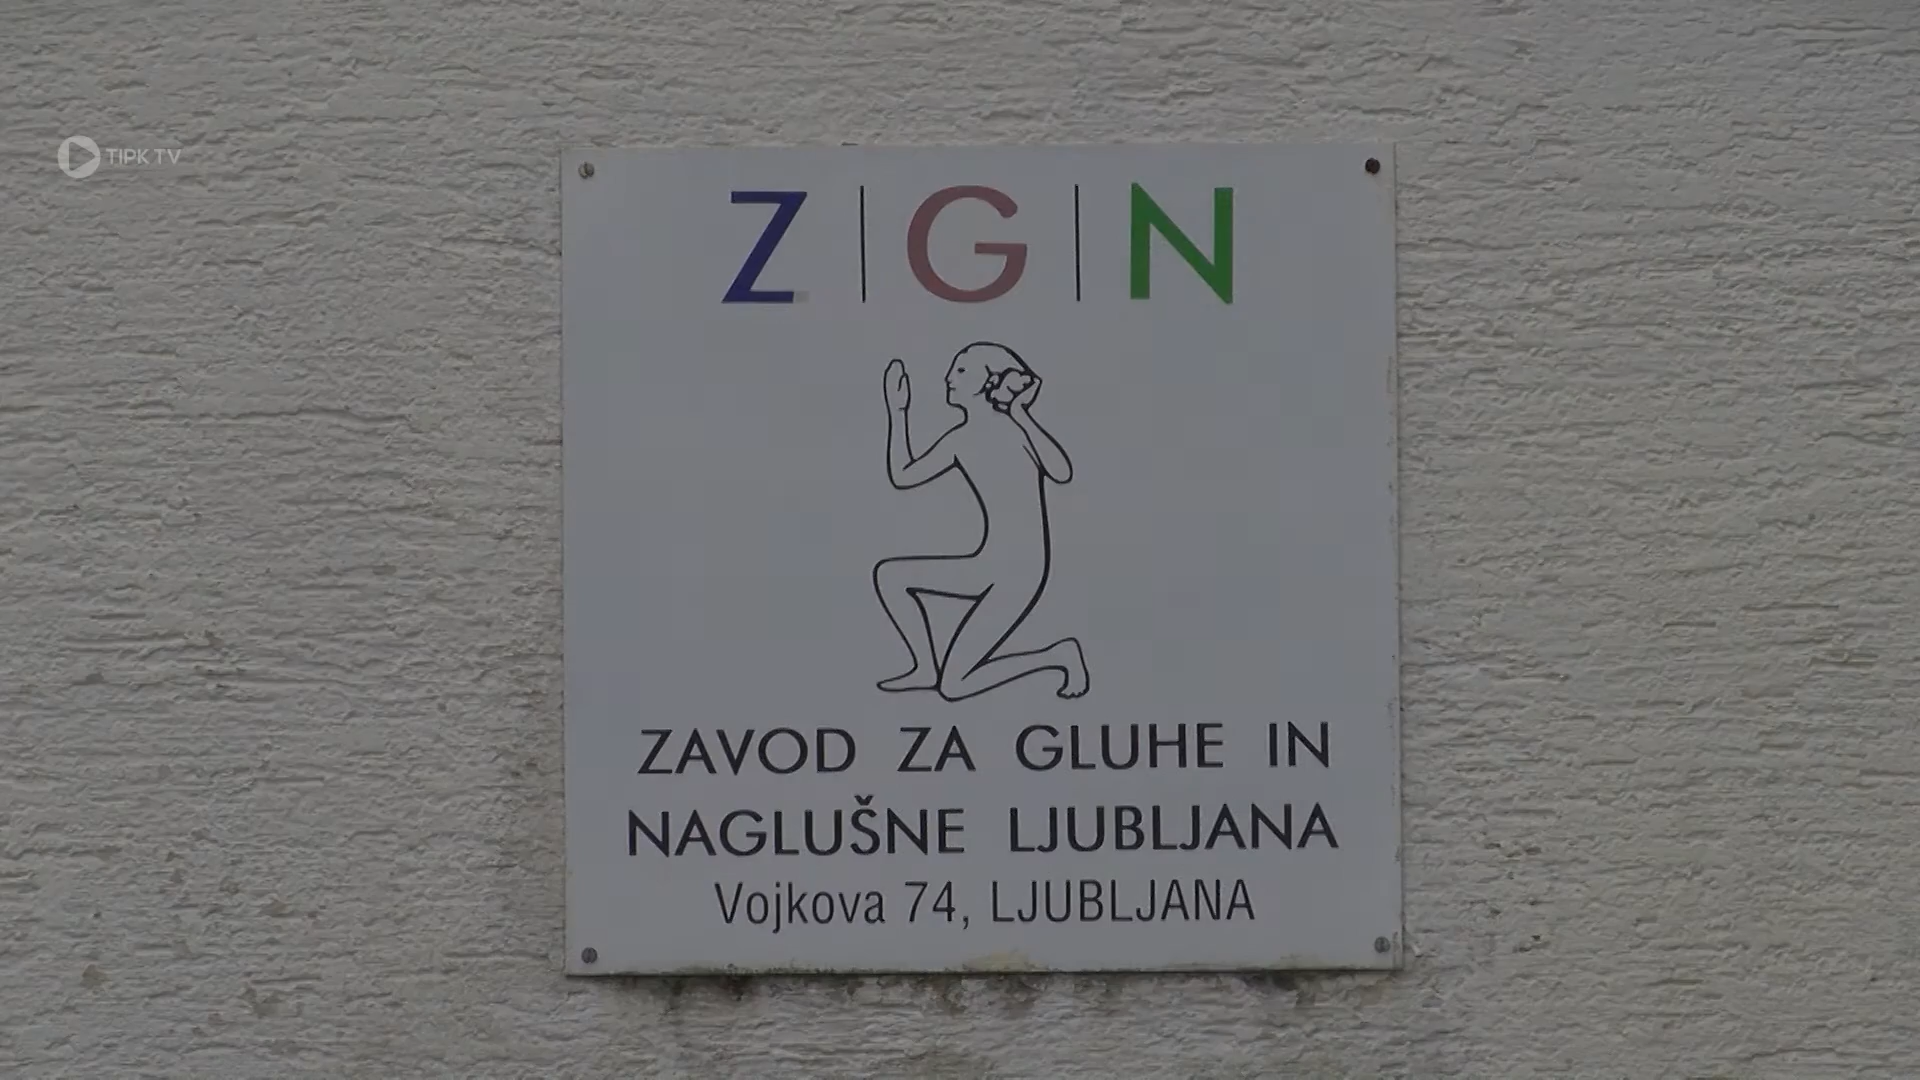 TIPK TV
Z|G|N
ZAVOD ZA GLUHE IN
NAGLUŠNE LJUBLJANA
Vojkova 74, LJUBLJANA